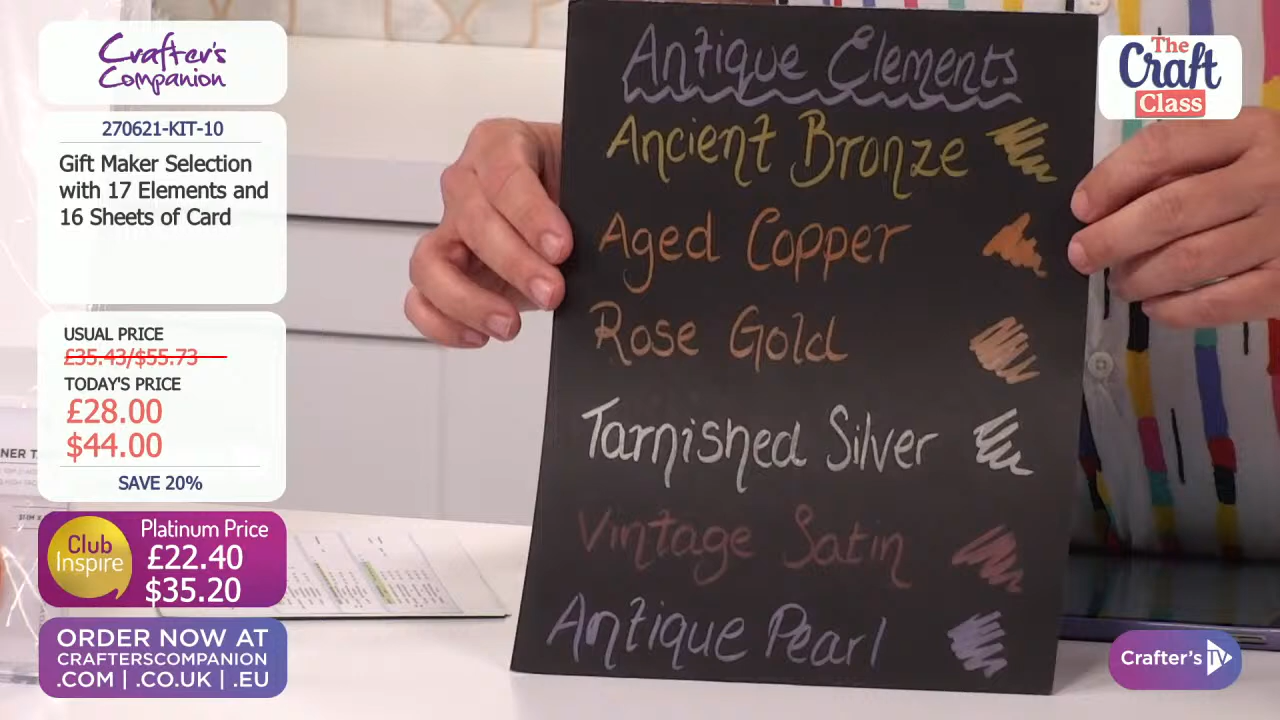 Crafter's
Companion
270621-KIT-10
Gift Maker Selection
with 17 Elements and
16 Sheets of Card
USUAL PRICE
£35.43/$55.73
TODAY'S PRICE
£28.00
$44.00
SAVE 20%
Club
Inspire
Platinum Price
£22.40
$35.20
ORDER NOW AT
CRAFTERSCOMPANION
.COM | .CO.UK | .EU
Antique Elements
Ancient Bronze
Aged Copper
Rose Gold
Tarnished Silver
Vintage Satin
Antique Pearl
The
Craft
Class
Crafter's TV